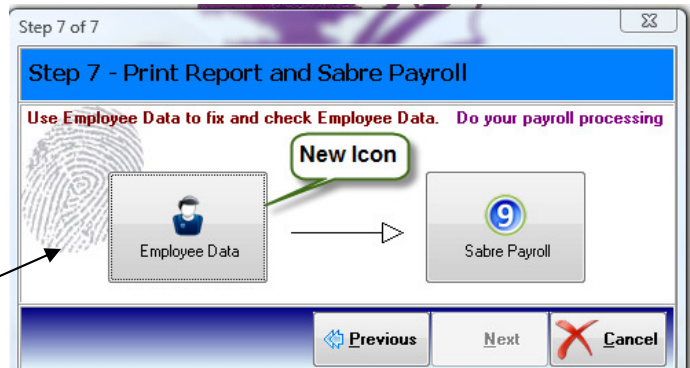 Step 7 of 7
Step 7 - Print Report and Sabre Payroll
Use Employee Data to fix and check Employee Data. Do your payroll processing
New Icon
9
Employee Data
Sabre Payroll
Previous
Next
Cancel